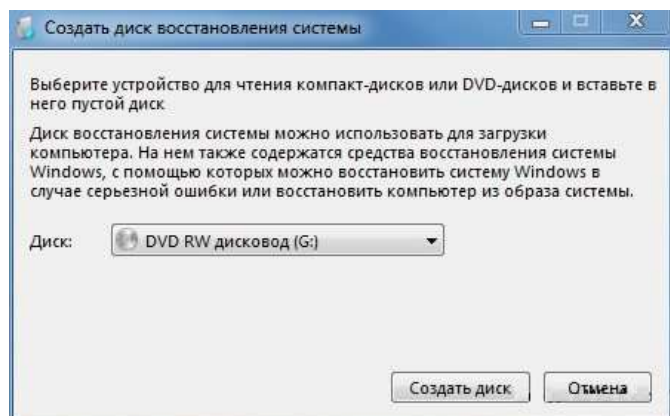 Создать диск восстановления системы
Выберите устройство для чтения компакт-дисков или DVD-дисков и вставьте в
него пустой диск
Диск восстановления системы можно использовать для загрузки
компьютера. На нем также содержатся средства восстановления системы
Windows, с помощью которых можно восстановить систему Windows в
случае серьезной ошибки или восстановить компьютер из образа системы.
Диск: DVD RW дисковод (G:)
Создать диск Отмена